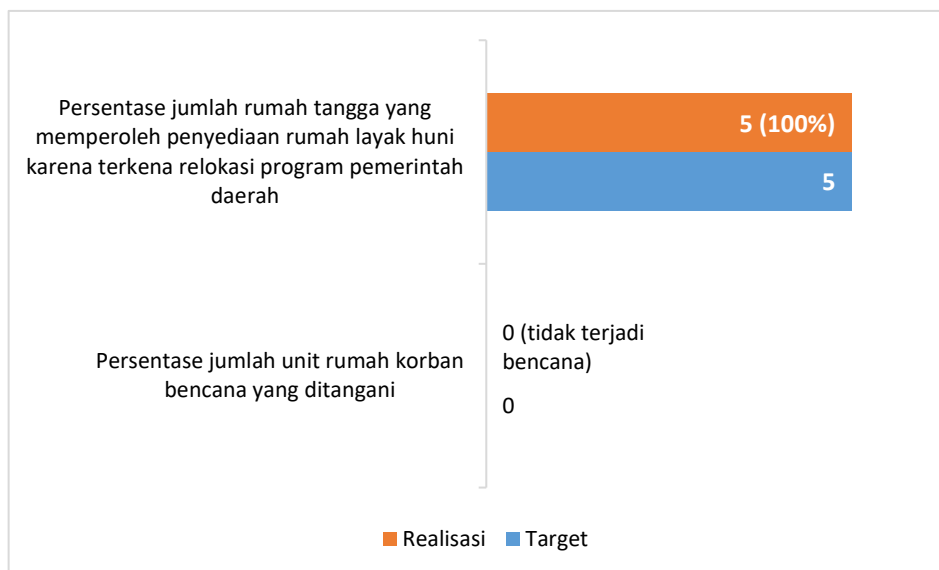 Persentase jumlah rumah tangga yang
memperoleh penyediaan rumah layak huni
karena terkena relokasi program pemerintah
daerah
5 (100%)
5
Persentase jumlah unit rumah korban
bencana yang ditangani
0 (tidak terjadi
bencana)
0
Realisasi Target